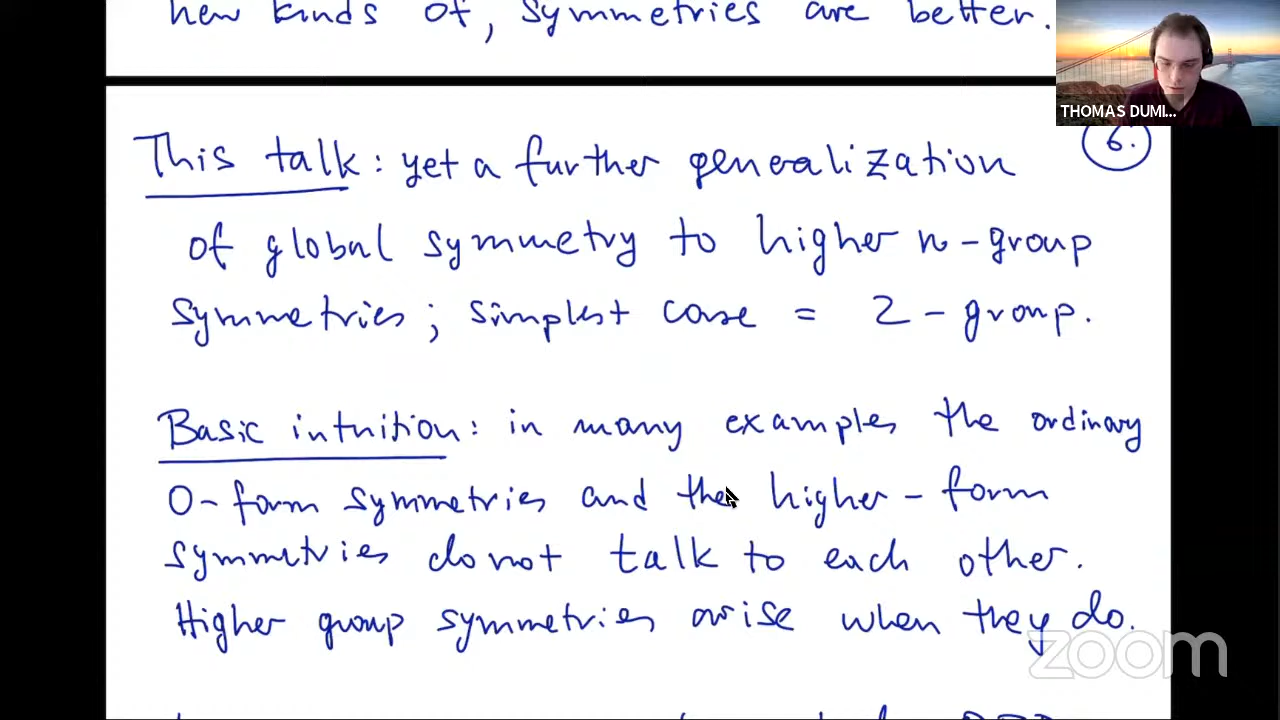 new kinds of, symmetries are better.
THOMAS DUMI...
6.
This talk: yet a further generalization
of global symmetry to higher n-group
symmetries; simplest case = 2-group.
Basic intuition: in many examples the ordinary
0-form symmetries and the higher-form
symmetries do not talk to each other.
Higher group symmetries arise when they do.
zoom